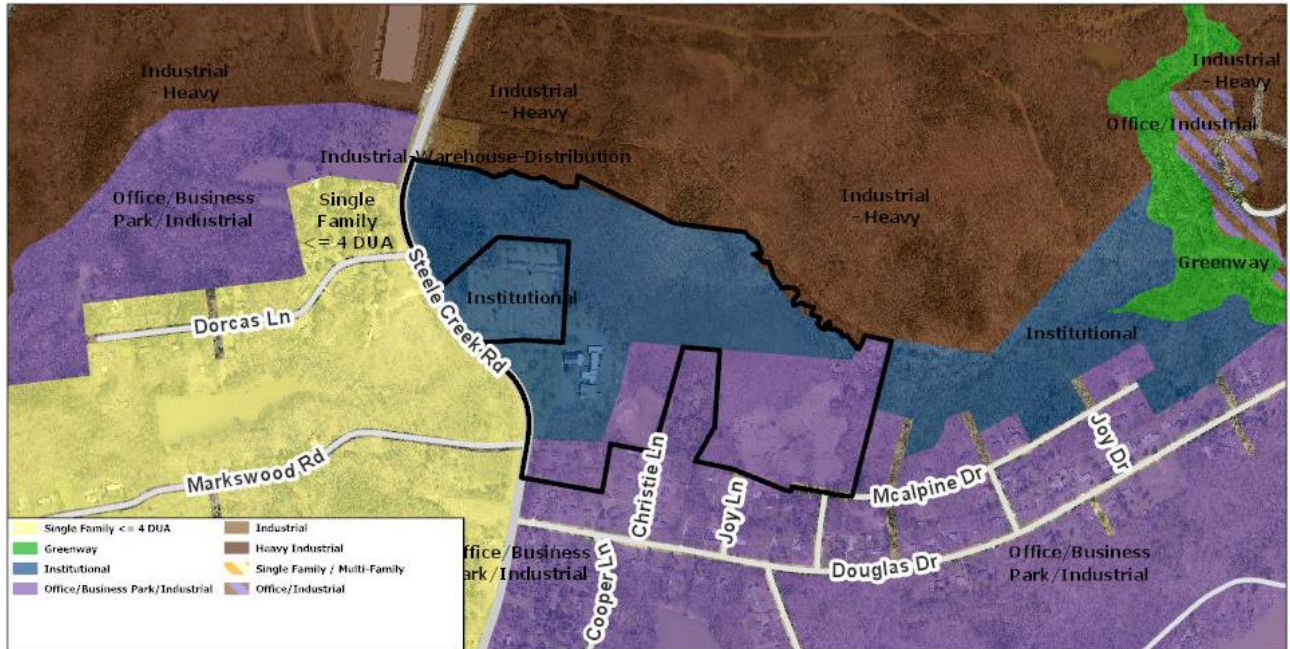 Industrial
- Heavy
Industrial
- Heavy
Industrial
- Heavy
Office/Industrial
Industrial-Warehouse-Distribution
Office/Business
Park/Industrial
Single
Family
<= 4 DUA
Industrial
- Heavy
Steele Creek Rd
Greenway
Institutional
Institutional
Dorcas Ln
Markswood Rd
Christie Ln
Joy Ln
Mcalpine Dr
Joy Dr
Cooper Ln
Douglas Dr
ffice/Business
ark/Industrial
Office/Business
Park/Industrial
Single Family <= 4 DUA
Greenway
Institutional
Office/Business Park/Industrial
Industrial
Heavy Industrial
Single Family / Multi-Family
Office/Industrial